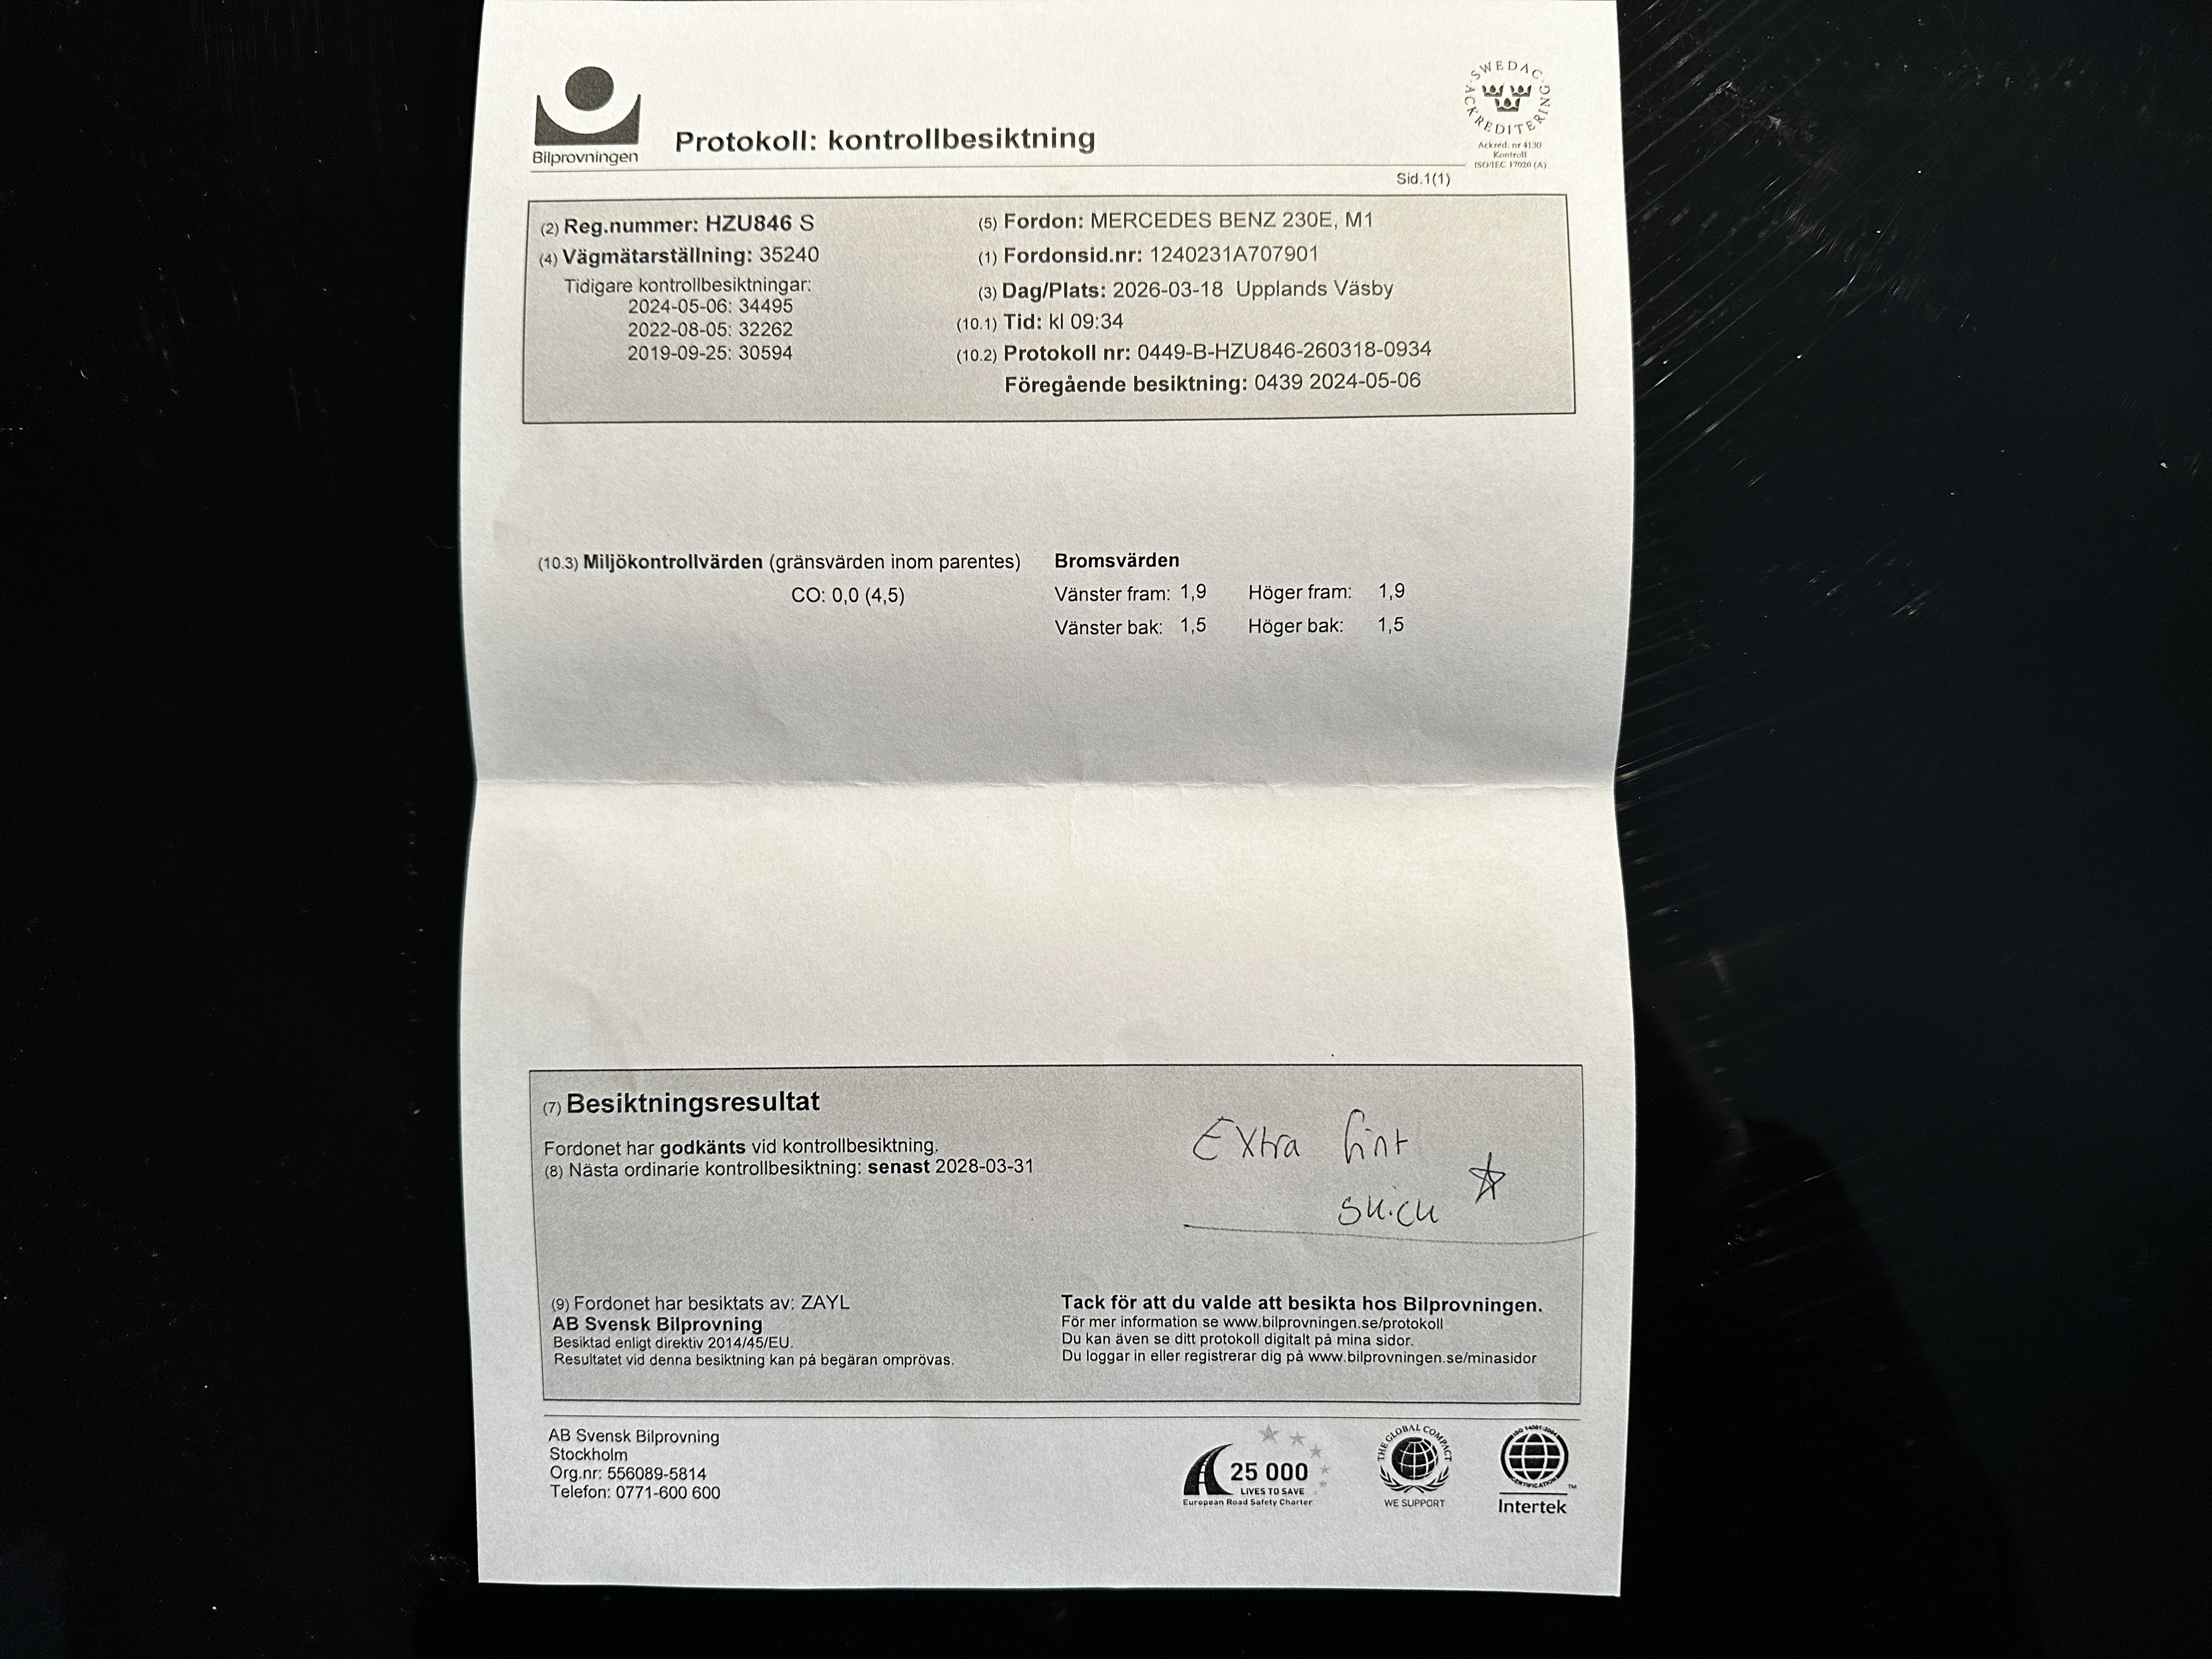 Bilprovningen
Protokoll: kontrollbesiktning
SWEDAC ACKREDITERING
Ackred. nr 4130
Kontroll
ISO/IEC 17020 (A)
Sid.1(1)
(2) Reg.nummer: HZU846 S
(4) Vägmätarställning: 35240
Tidigare kontrollbesiktningar:
2024-05-06: 34495
2022-08-05: 32262
2019-09-25: 30594
(5) Fordon: MERCEDES BENZ 230E, M1
(1) Fordonsid.nr: 1240231A707901
(3) Dag/Plats: 2026-03-18 Upplands Väsby
(10.1) Tid: kl 09:34
(10.2) Protokoll nr: 0449-B-HZU846-260318-0934
Föregående besiktning: 0439 2024-05-06
(10.3) Miljökontrollvärden (gränsvärden inom parentes)
CO: 0,0 (4,5)
Bromsvärden
Vänster fram: 1,9 Höger fram: 1,9
Vänster bak: 1,5 Höger bak: 1,5
(7) Besiktningsresultat
Fordonet har godkänts vid kontrollbesiktning.
(8) Nästa ordinarie kontrollbesiktning: senast 2028-03-31
Extra fint
skick
(9) Fordonet har besiktats av: ZAYL
AB Svensk Bilprovning
Besiktad enligt direktiv 2014/45/EU.
Resultatet vid denna besiktning kan på begäran omprövas.
Tack för att du valde att besikta hos Bilprovningen.
För mer information se www.bilprovningen.se/protokoll
Du kan även se ditt protokoll digitalt på mina sidor.
Du loggar in eller registrerar dig på www.bilprovningen.se/minasidor
AB Svensk Bilprovning
Stockholm
Org.nr: 556089-5814
Telefon: 0771-600 600
25 000
LIVES TO SAVE
European Road Safety Charter
THE GLOBAL COMPACT
WE SUPPORT
Intertek
TM